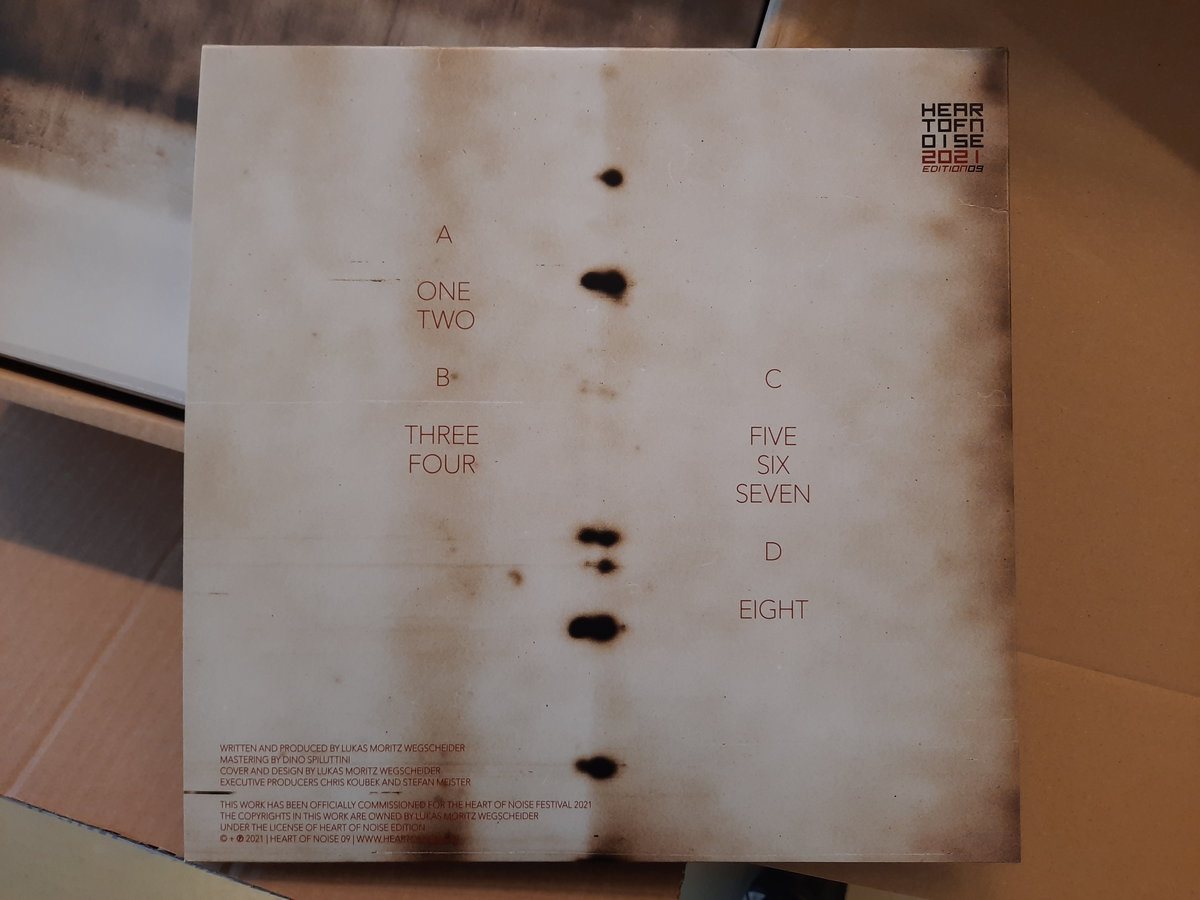 HEAR
TOFN
OISE
2021
EDITION09
A
ONE
TWO
B
THREE
FOUR
C
FIVE
SIX
SEVEN
D
EIGHT
WRITTEN AND PRODUCED BY LUKAS MORITZ WEGSCHEIDER
MASTERING BY DINO SPILUTTINI
COVER AND DESIGN BY LUKAS MORITZ WEGSCHEIDER
EXECUTIVE PRODUCERS CHRIS KOUBEK AND STEFAN MEISTER
THIS WORK HAS BEEN OFFICIALLY COMMISSIONED FOR THE HEART OF NOISE FESTIVAL 2021
THE COPYRIGHTS IN THIS WORK ARE OWNED BY LUKAS MORITZ WEGSCHEIDER
UNDER THE LICENSE OF HEART OF NOISE EDITION
© + ℗ 2021 | HEART OF NOISE 09 |